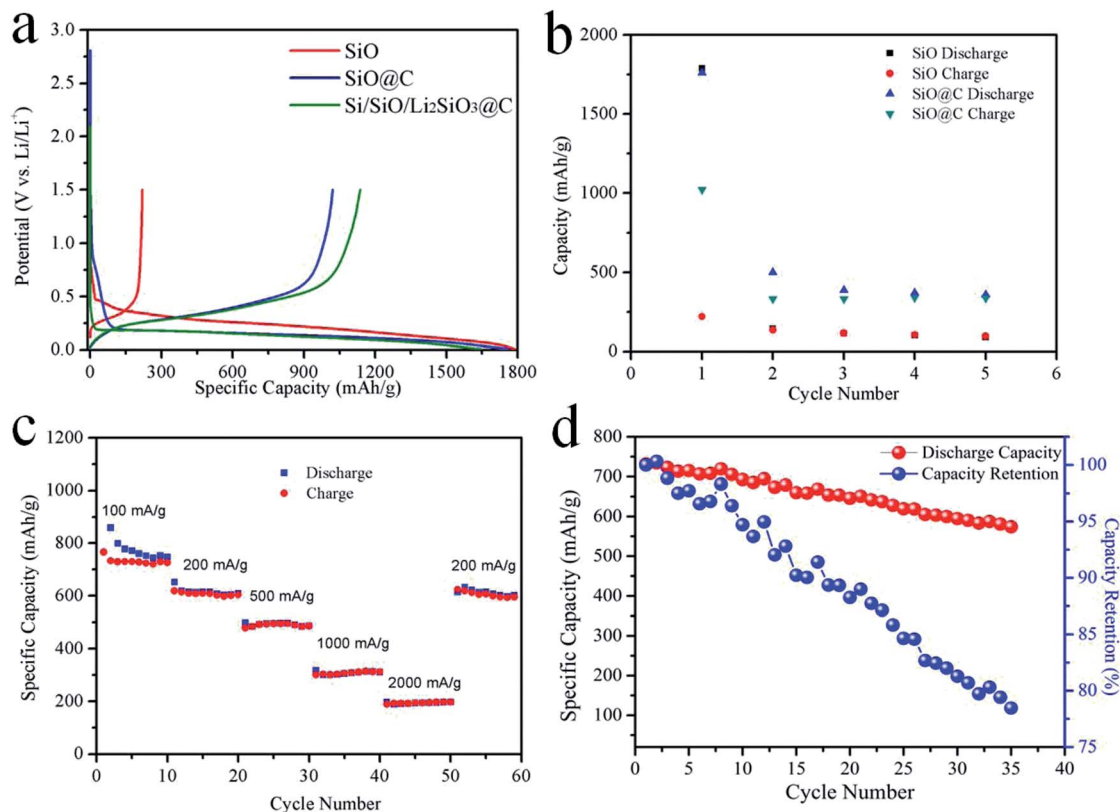 a
3.0
2.5
2.0
1.5
1.0
0.5
0.0
Potential (V vs. Li/Li⁺)
SiO
SiO@C
Si/SiO/Li₂SiO₃@C
0 300 600 900 1200 1500 1800
Specific Capacity (mAh/g)
b
2000
1500
1000
500
0
Capacity (mAh/g)
SiO Discharge
SiO Charge
SiO@C Discharge
SiO@C Charge
0 1 2 3 4 5 6
Cycle Number
c
1200
1000
800
600
400
200
0
Specific Capacity (mAh/g)
Discharge
Charge
100 mA/g
200 mA/g
500 mA/g
1000 mA/g
2000 mA/g
200 mA/g
0 10 20 30 40 50 60
Cycle Number
d
800
700
600
500
400
300
200
100
Specific Capacity (mAh/g)
Discharge Capacity
Capacity Retention
100
95
90
85
80
75
Capacity Retention (%)
0 5 10 15 20 25 30 35 40
Cycle Number